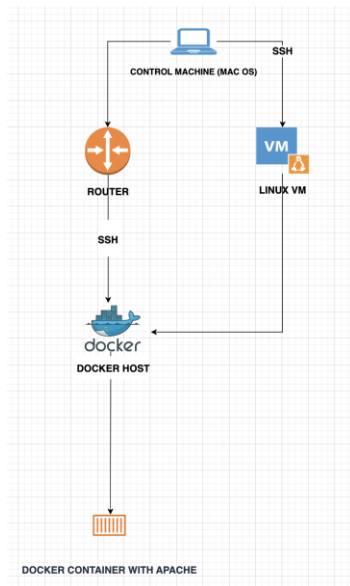 SSH
CONTROL MACHINE (MAC OS)
VM
ROUTER
LINUX VM
SSH
docker
DOCKER HOST
DOCKER CONTAINER WITH APACHE